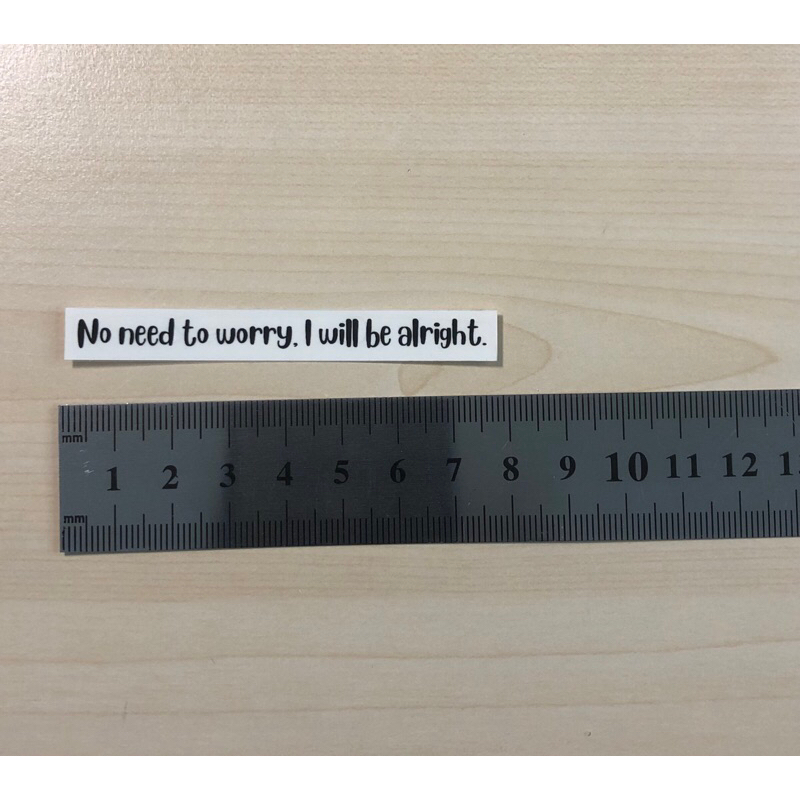 No need to worry, I will be alright.
mm
1 2 3 4 5 6 7 8 9 10 11 12
mm